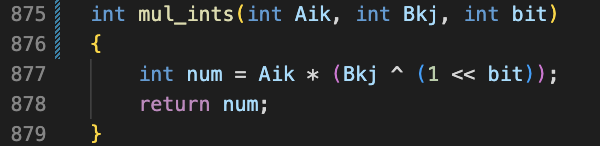 875 int mul_ints(int Aik, int Bkj, int bit)
876 {
877 int num = Aik * (Bkj ^ (1 << bit));
878 return num;
879 }